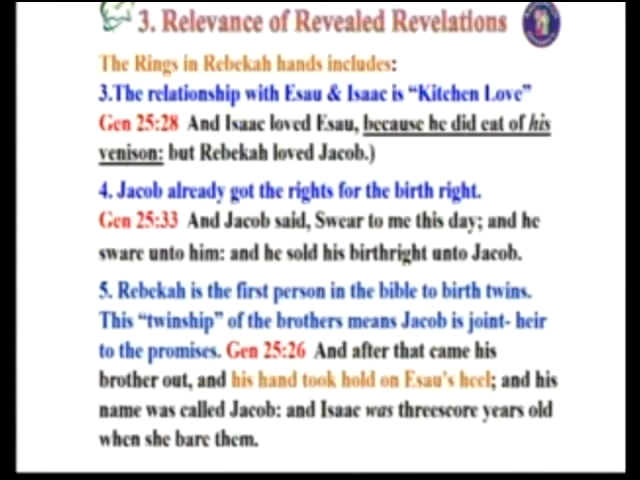 3. Relevance of Revealed Revelations
The Rings in Rebekah hands includes:
3.The relationship with Esau & Isaac is “Kitchen Love”
Gen 25:28 And Isaac loved Esau, because he did eat of his
venison: but Rebekah loved Jacob.)
4. Jacob already got the rights for the birth right.
Gen 25:33 And Jacob said, Swear to me this day; and he
sware unto him: and he sold his birthright unto Jacob.
5. Rebekah is the first person in the bible to birth twins.
This “twinship” of the brothers means Jacob is joint- heir
to the promises. Gen 25:26 And after that came his
brother out, and his hand took hold on Esau's heel; and his
name was called Jacob: and Isaac was threescore years old
when she bare them.